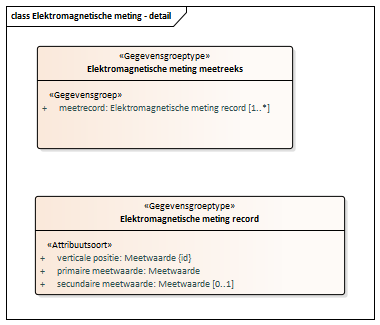 class Elektromagnetische meting - detail
«Gegevensgroeptype»
Elektromagnetische meting meetreeks
«Gegevensgroep»
+ meetrecord: Elektromagnetische meting record [1..*]
«Gegevensgroeptype»
Elektromagnetische meting record
«Attribuutsoort»
+ verticale positie: Meetwaarde {id}
+ primaire meetwaarde: Meetwaarde
+ secundaire meetwaarde: Meetwaarde [0..1]